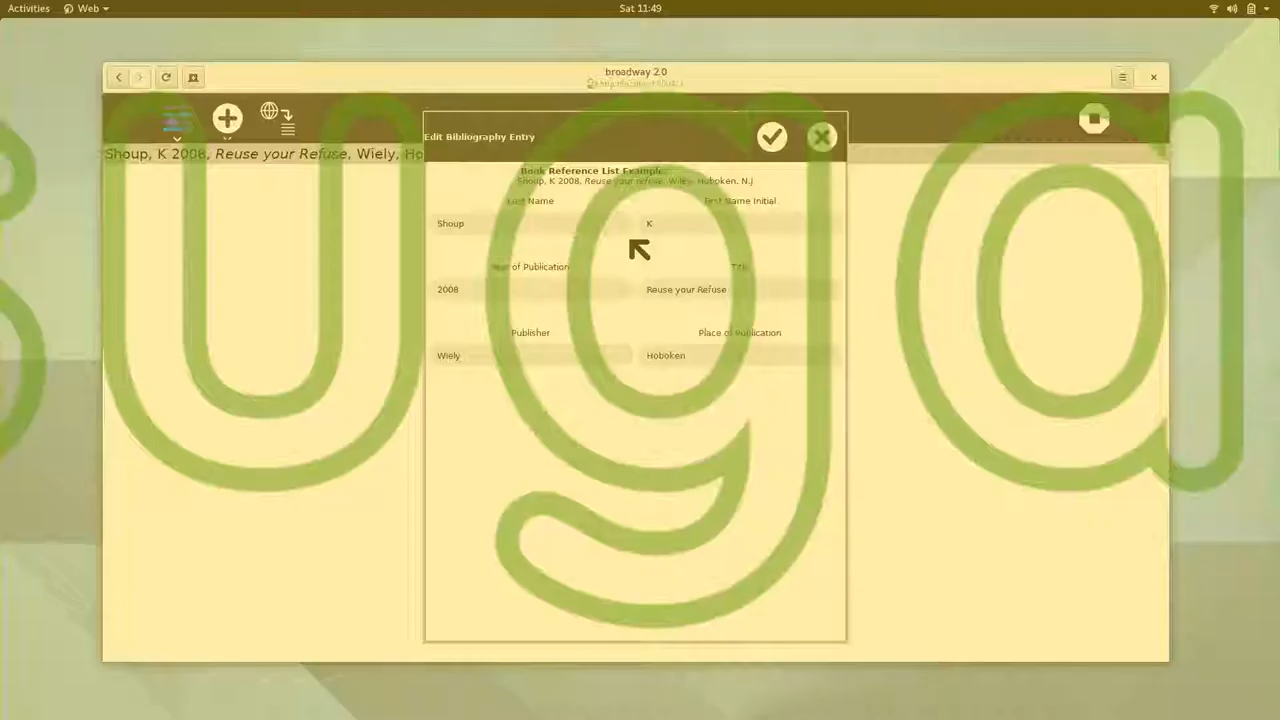 Activities Web Sat 11:49
broadway 2.0
Edit Bibliography Entry
Shoup, K 2008, Reuse your Refuse, Wiely, Ho
Book Reference List Example:
Shoup, K 2008, Reuse your refuse, Wiley, Hoboken, N.J
Last Name First Name Initial
Shoup K
Year of Publication Title
2008 Reuse your Refuse
Publisher Place of Publication
Wiely Hoboken
u g a